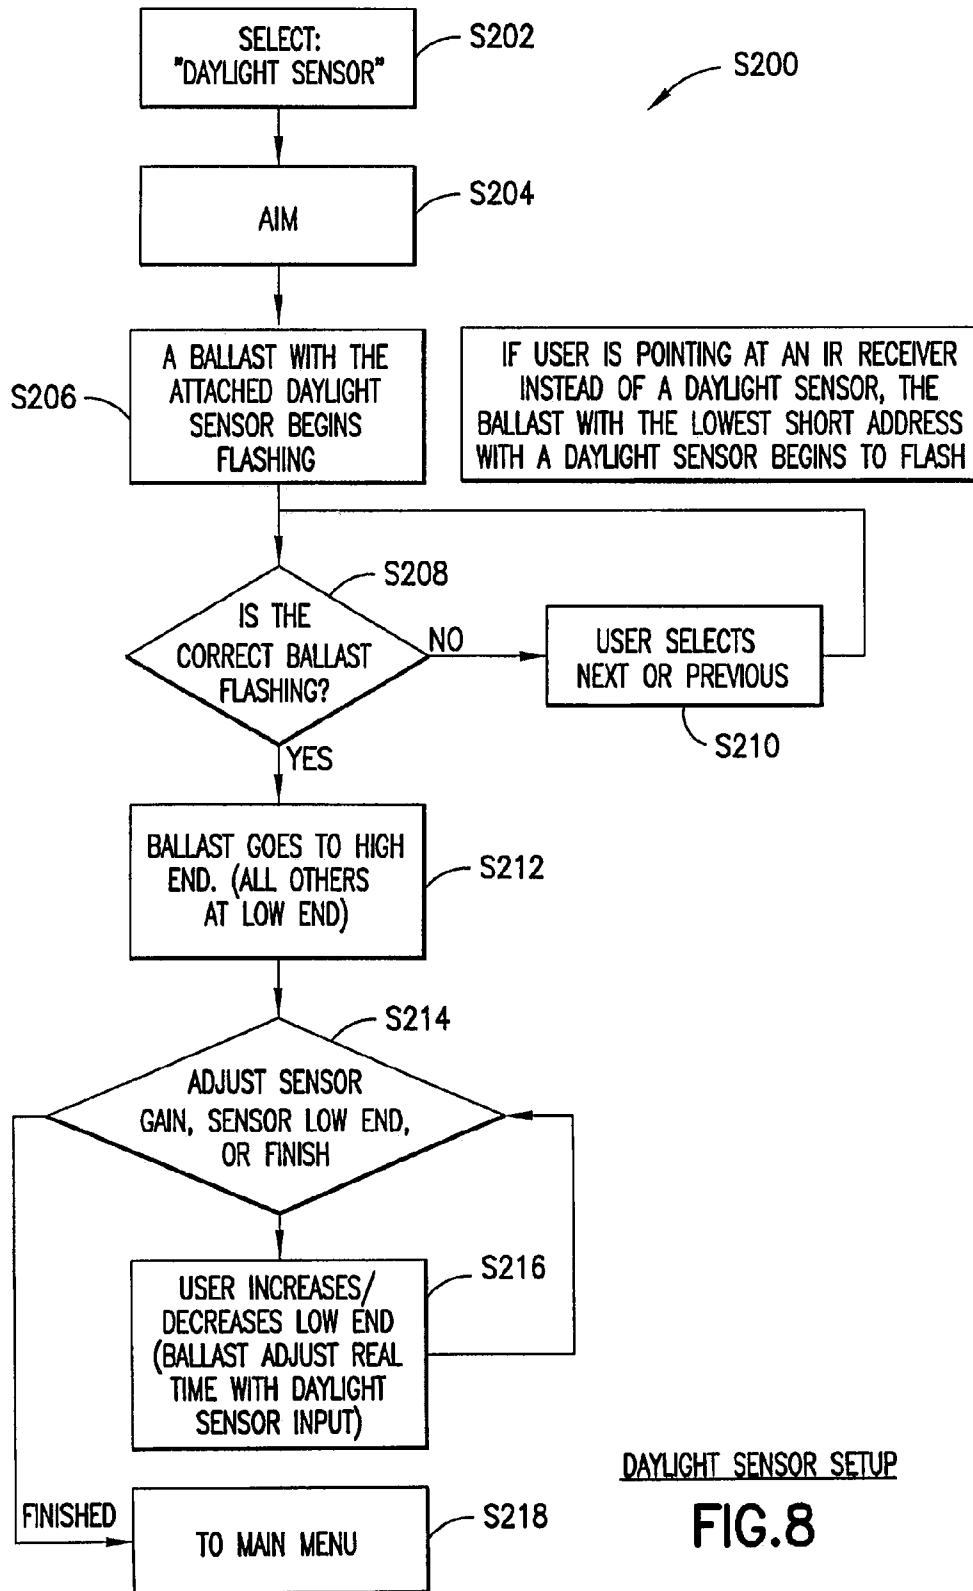 SELECT:
"DAYLIGHT SENSOR"
S202
S200
AIM
S204
A BALLAST WITH THE
ATTACHED DAYLIGHT
SENSOR BEGINS
FLASHING
S206
IF USER IS POINTING AT AN IR RECEIVER
INSTEAD OF A DAYLIGHT SENSOR, THE
BALLAST WITH THE LOWEST SHORT ADDRESS
WITH A DAYLIGHT SENSOR BEGINS TO FLASH
IS THE
CORRECT BALLAST
FLASHING?
S208
NO
USER SELECTS
NEXT OR PREVIOUS
S210
YES
BALLAST GOES TO HIGH
END. (ALL OTHERS
AT LOW END)
S212
ADJUST SENSOR
GAIN, SENSOR LOW END,
OR FINISH
S214
USER INCREASES/
DECREASES LOW END
(BALLAST ADJUST REAL
TIME WITH DAYLIGHT
SENSOR INPUT)
S216
FINISHED
TO MAIN MENU
S218
DAYLIGHT SENSOR SETUP
FIG.8